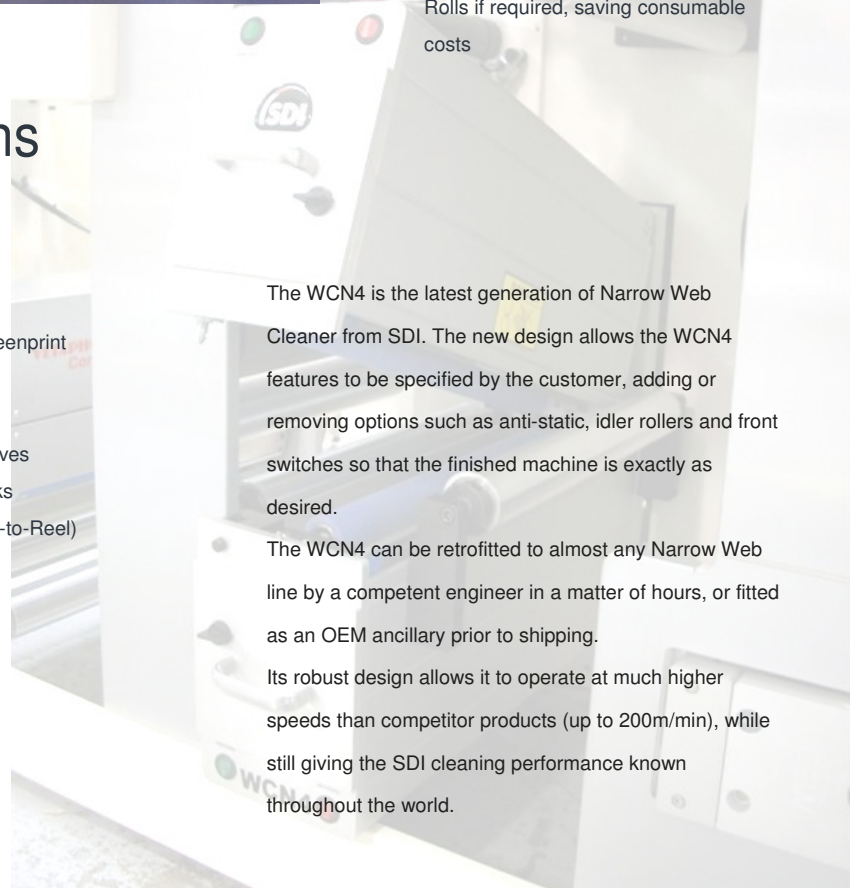 Rolls if required, saving consumable
costs
SDI
ns
eenprint
ves
ks
-to-Reel)
The WCN4 is the latest generation of Narrow Web
Cleaner from SDI. The new design allows the WCN4
features to be specified by the customer, adding or
removing options such as anti-static, idler rollers and front
switches so that the finished machine is exactly as
desired.
The WCN4 can be retrofitted to almost any Narrow Web
line by a competent engineer in a matter of hours, or fitted
as an OEM ancillary prior to shipping.
Its robust design allows it to operate at much higher
speeds than competitor products (up to 200m/min), while
still giving the SDI cleaning performance known
throughout the world.
WCN4